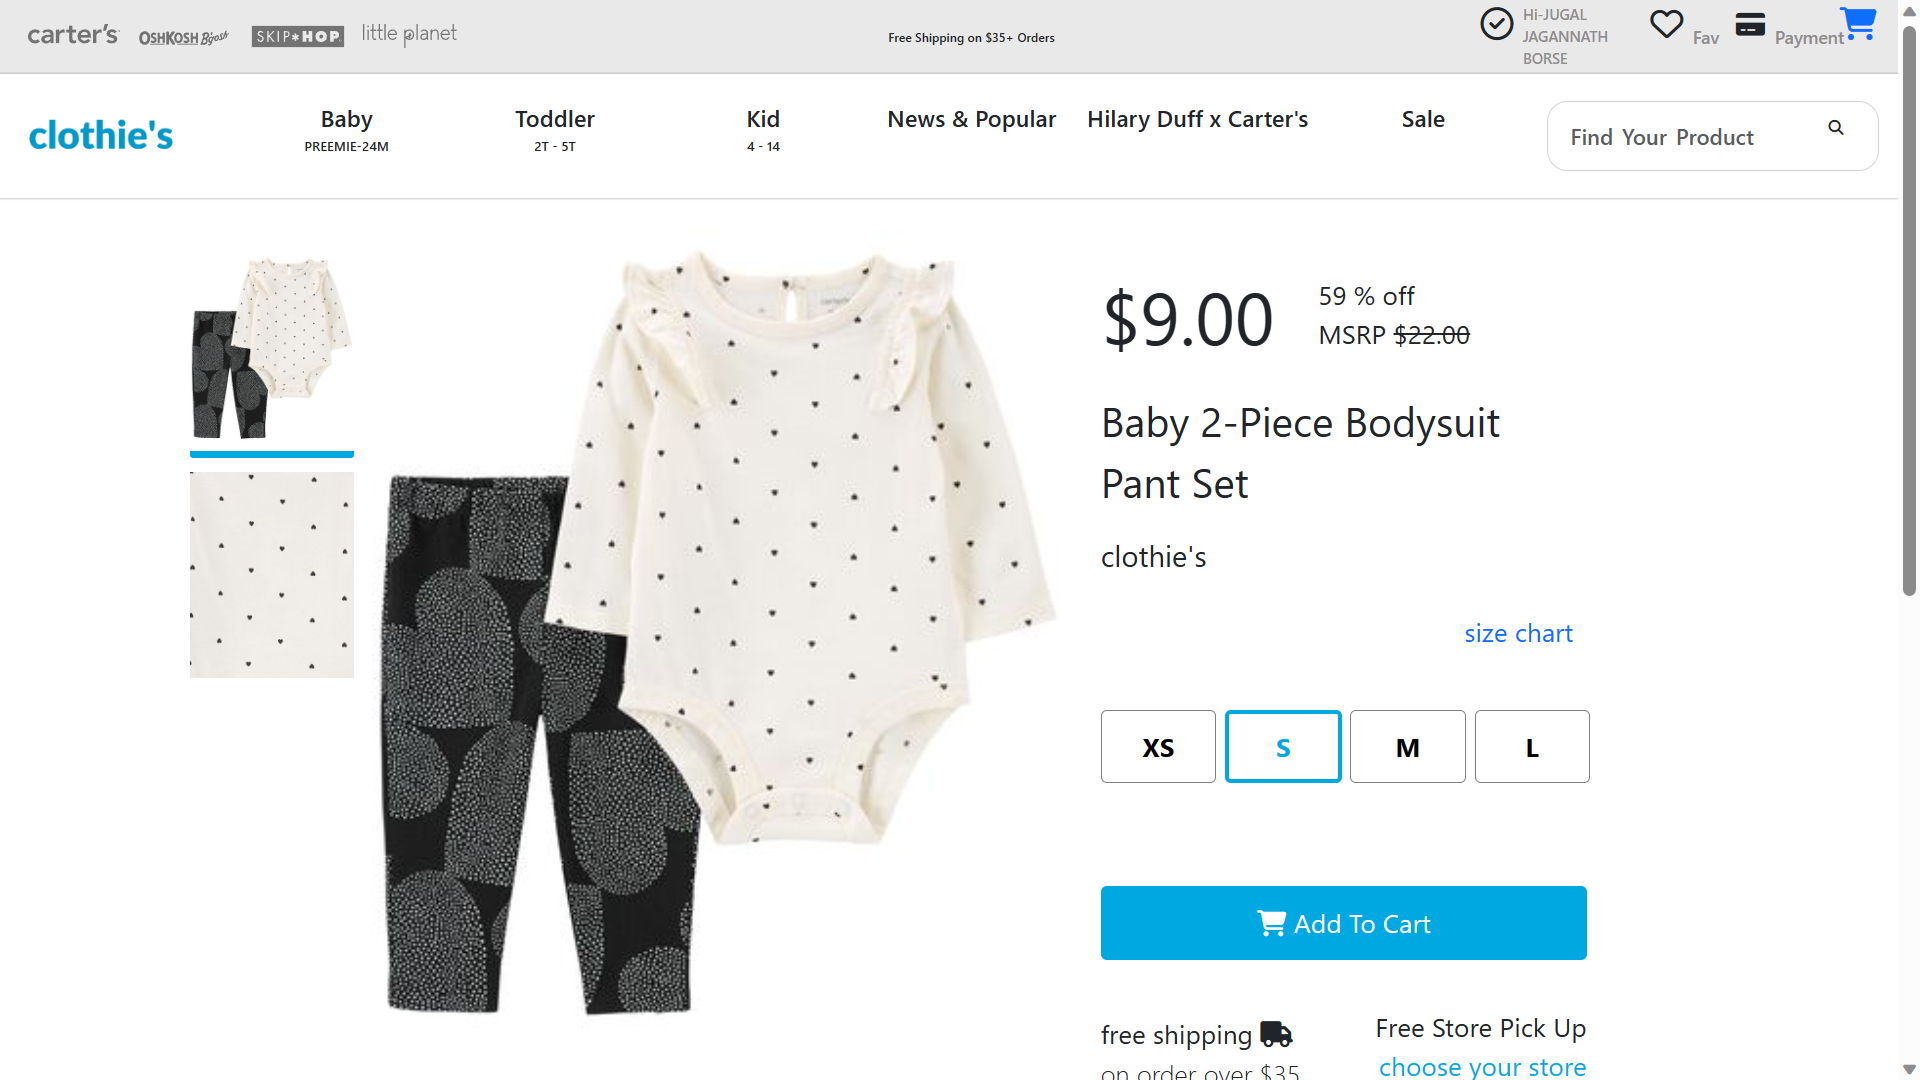 carter's OSHKOSH B'gosh SKIP*HOP little planet
Free Shipping on $35+ Orders
Hi-JUGAL
JAGANNATH
BORSE
Fav
Payment
clothie's
Baby
PREEMIE-24M
Toddler
2T - 5T
Kid
4 - 14
News & Popular
Hilary Duff x Carter's
Sale
Find Your Product
$9.00
59 % off
MSRP $22.00
Baby 2-Piece Bodysuit
Pant Set
clothie's
size chart
XS S M L
Add To Cart
free shipping
on order over $35
Free Store Pick Up
choose your store